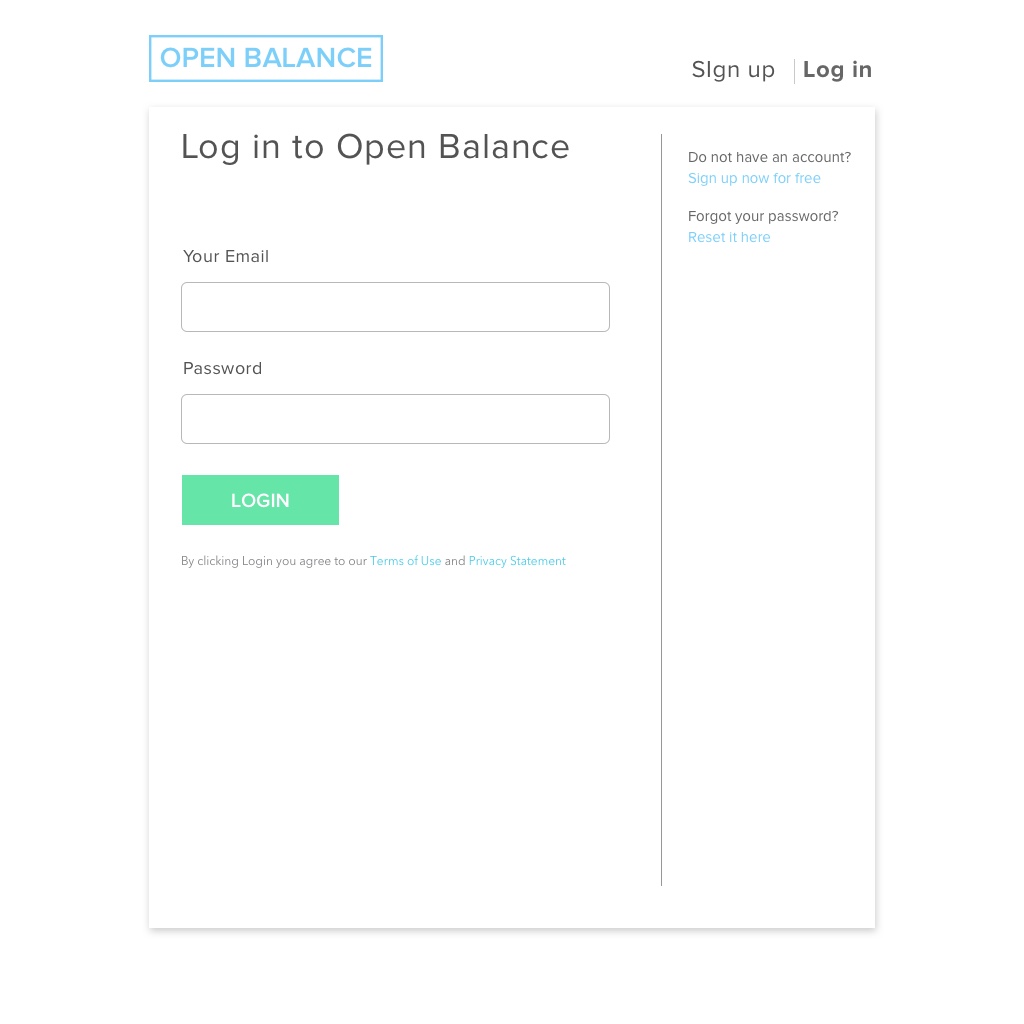 OPEN BALANCE
SIgn up
Log in
Log in to Open Balance
Do not have an account?
Sign up now for free
Forgot your password?
Reset it here
Your Email
Password
LOGIN
By clicking Login you agree to our Terms of Use and Privacy Statement